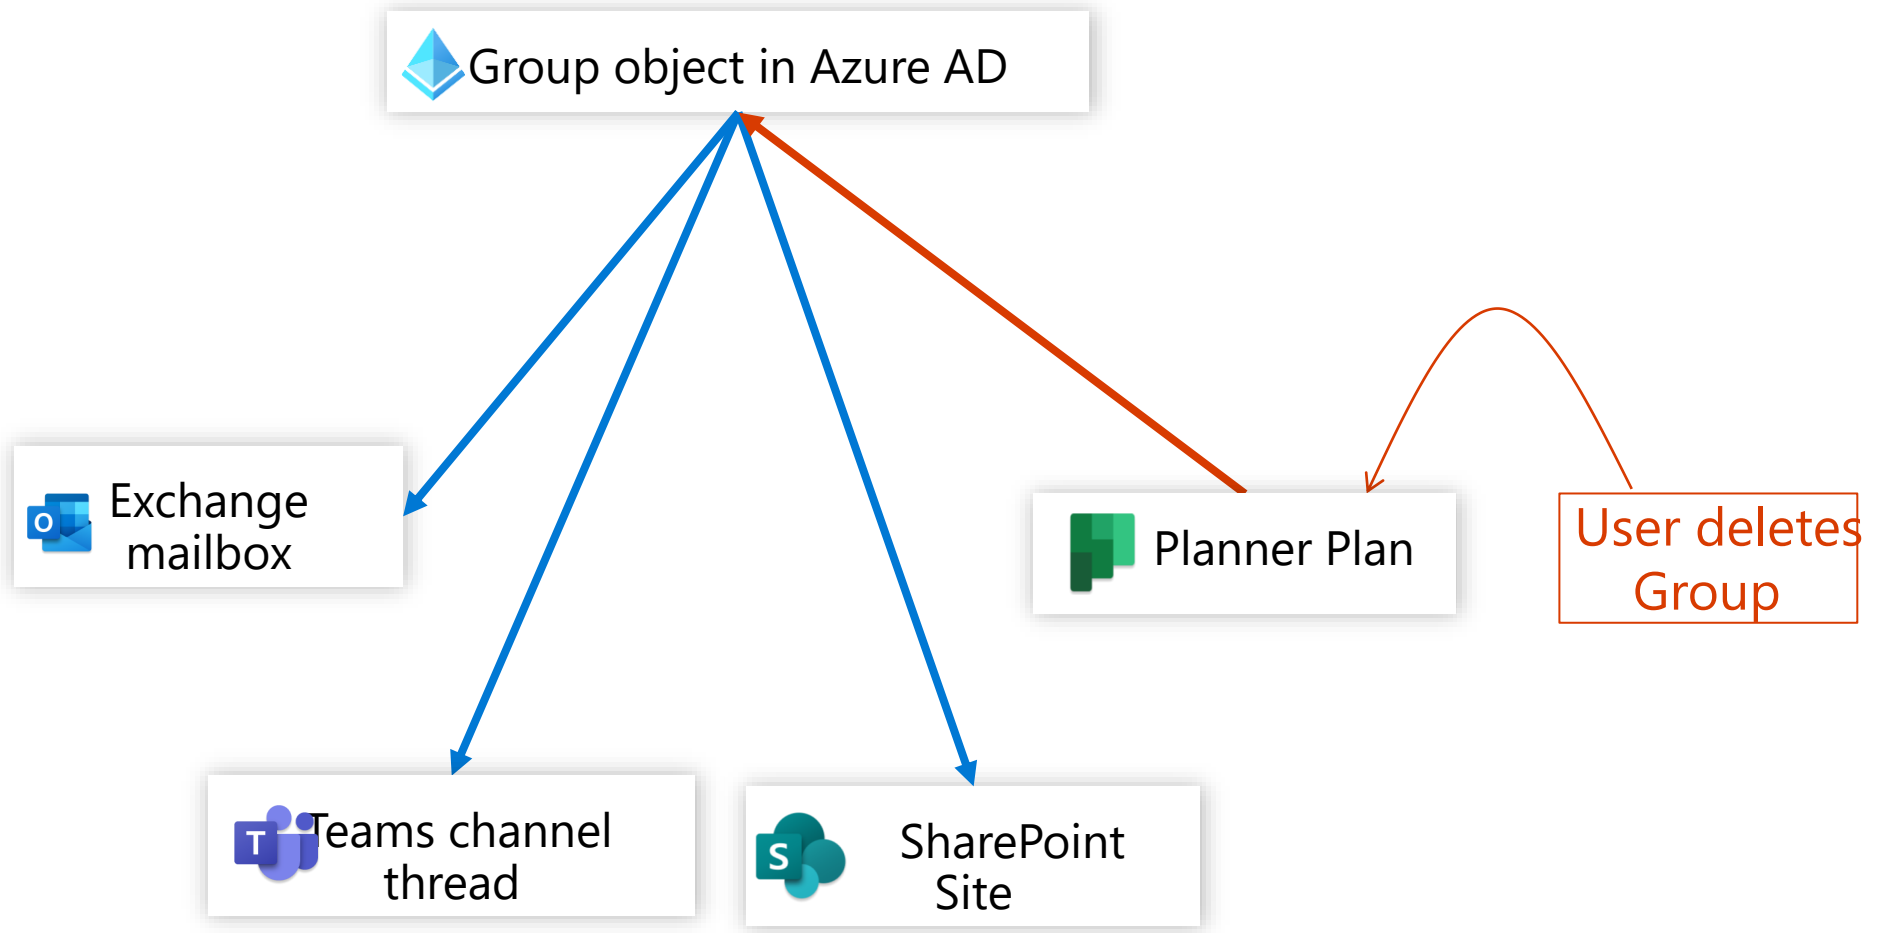 Group object in Azure AD
Exchange
mailbox
O
Planner Plan
User deletes
Group
Teams channel
thread
T
SharePoint
Site
S